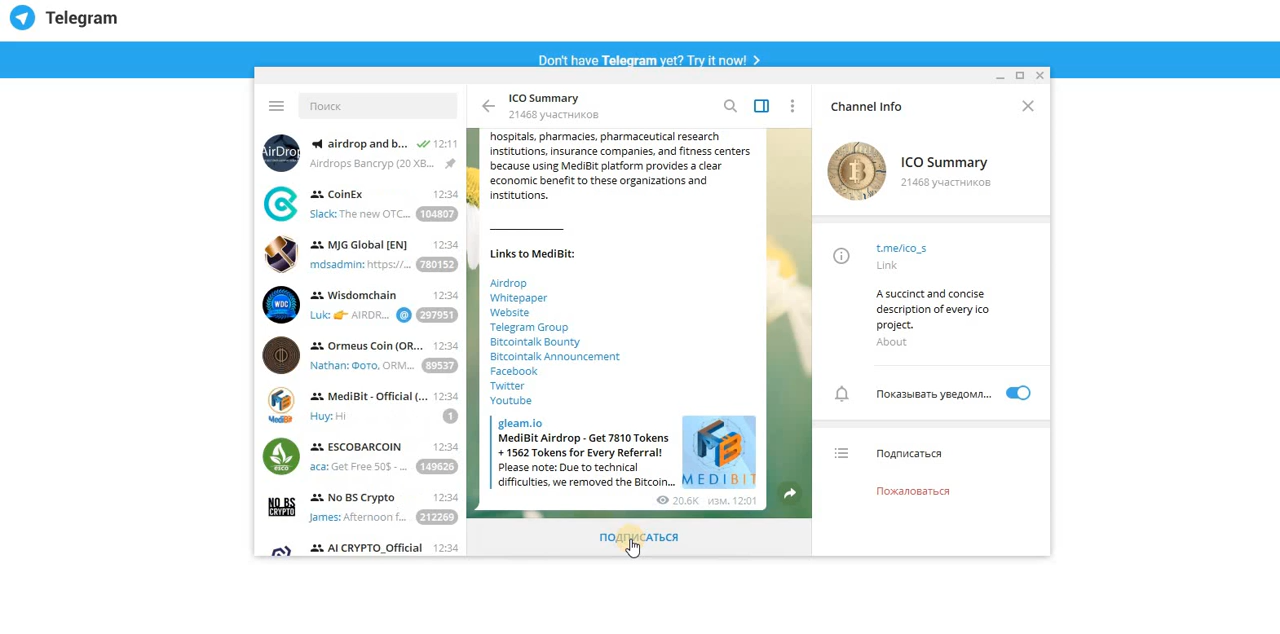 Telegram
Don't have Telegram yet? Try it now!
Поиск
airdrop and b... 12:11
Airdrops Bancryp (20 XB...
CoinEx 12:34
Slack: The new OTC... 104807
MJG Global [EN] 12:34
mdsadmin: https://... 780152
Wisdomchain 12:34
Luk: 👉 AIRDR... @ 297951
Ormeus Coin (OR... 12:34
Nathan: Фото, ORM... 89537
MediBit - Official (... 12:34
Huy: Hi 1
ESCOBARCOIN 12:34
aca: Get Free 50$ - ... 149626
No BS Crypto 12:34
James: Afternoon f... 212269
AI CRYPTO_Official 12:34
AirDrop
WDC
MediBit
esco
NO BS
CRYPTO
ICO Summary
21468 участников
hospitals, pharmacies, pharmaceutical research
institutions, insurance companies, and fitness centers
because using MediBit platform provides a clear
economic benefit to these organizations and
institutions.
Links to MediBit:
Airdrop
Whitepaper
Website
Telegram Group
Bitcointalk Bounty
Bitcointalk Announcement
Facebook
Twitter
Youtube
gleam.io
MediBit Airdrop - Get 7810 Tokens
+ 1562 Tokens for Every Referral!
Please note: Due to technical
difficulties, we removed the Bitcoin...
MEDIBIT
20.6K изм. 12:01
ПОДПИСАТЬСЯ
Channel Info
ICO Summary
21468 участников
t.me/ico_s
Link
A succinct and concise
description of every ico
project.
About
Показывать уведомл...
Подписаться
Пожаловаться